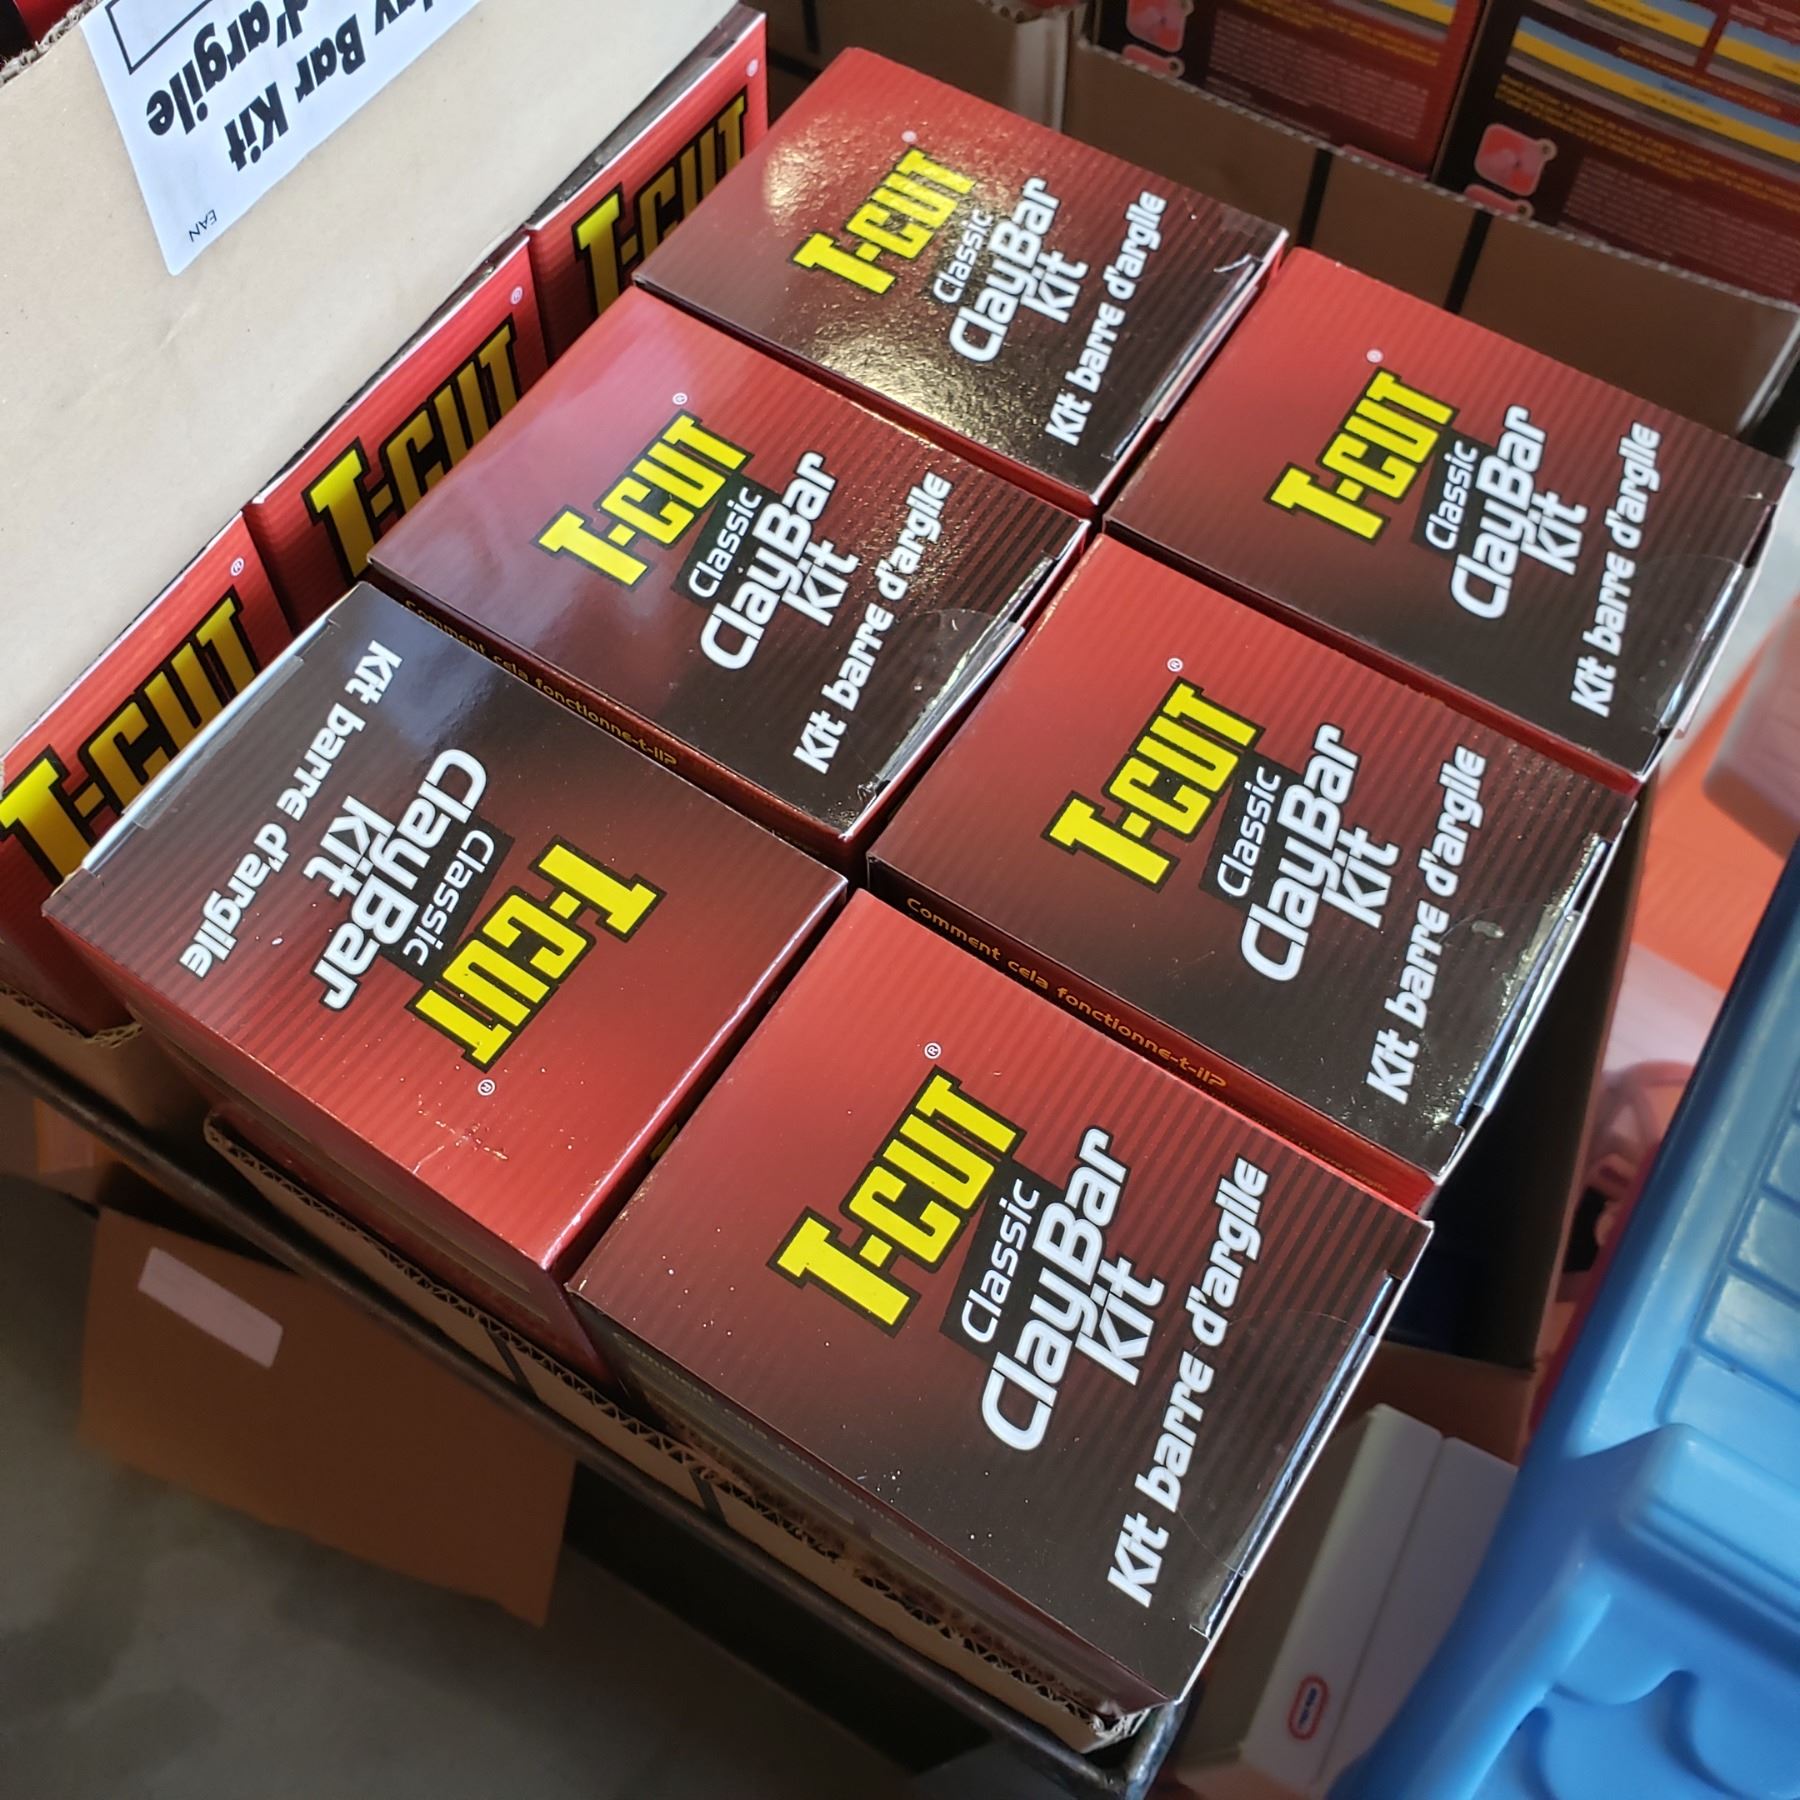 Bar Kit
d'argile
EAN
T-CUT
T-CUT
T-CUT
T-CUT®
Classic
ClayBar
Kit
Kit barre d'argile
T-CUT®
Classic
ClayBar
Kit
Kit barre d'argile
T-CUT®
Classic
ClayBar
Kit
Kit barre d'argile
Comment cela fonctionne-t-il?
T-CUT®
Classic
ClayBar
Kit
Kit barre d'argile
Comment cela fonctionne-t-il?
T-CUT®
Classic
ClayBar
Kit
Kit barre d'argile
T-CUT®
Classic
ClayBar
Kit
Kit barre d'argile